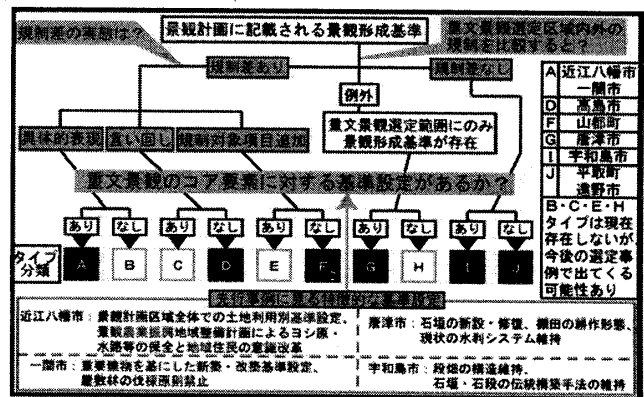 景観計画に記載される景観形成基準
規制差の実態は?
重文景観選定区域内外の
規制差比較すると?
規制差あり
規制差なし
例外
具体的表現
言い回し
規制対象項目追加
重文景観選定範囲にのみ
景観形成基準が存在
重文景観のコア要素に対する基準設定があるか?
あり
なし
あり
なし
あり
なし
あり
なし
あり
なし
タイプ
分類
A
B
C
D
E
F
G
H
I
J
A 近江八幡市
一関市
D 高島市
F 山都町
G 唐津市
I 宇和島市
J 平取町
遠野市
B・C・E・H
タイプは現在
存在しないが
今後の選定事
例で出てくる
可能性あり
先行事例に見る特徴的な基準設定
近江八幡市:景観計画区域全体での土地利用別基準設定、
景観農業振興地域整備計画によるヨシ原・
水路等の保全と地域住民の意識改革
唐津市:石垣の新設・修復、棚田の耕作形態、
現状の水利システム維持
一関市:重要建物を基にした新築・改築基準設定、
屋敷林の伐採原則禁止
宇和島市:段畑の構造維持、
石垣・石段の伝統構築手法の維持